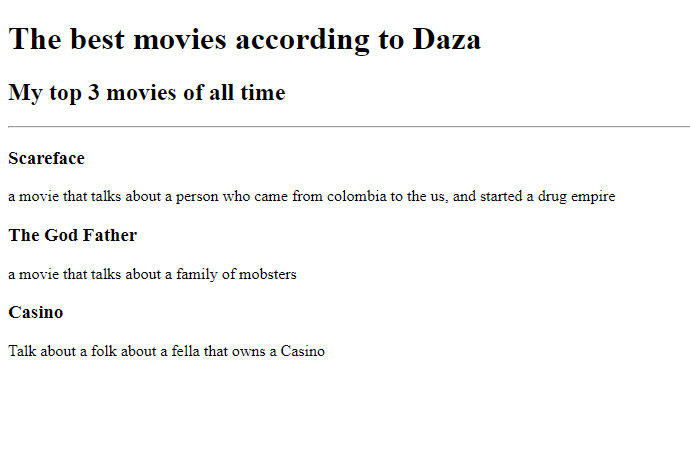 The best movies according to Daza
My top 3 movies of all time
Scareface
a movie that talks about a person who came from colombia to the us, and started a drug empire
The God Father
a movie that talks about a family of mobsters
Casino
Talk about a folk about a fella that owns a Casino